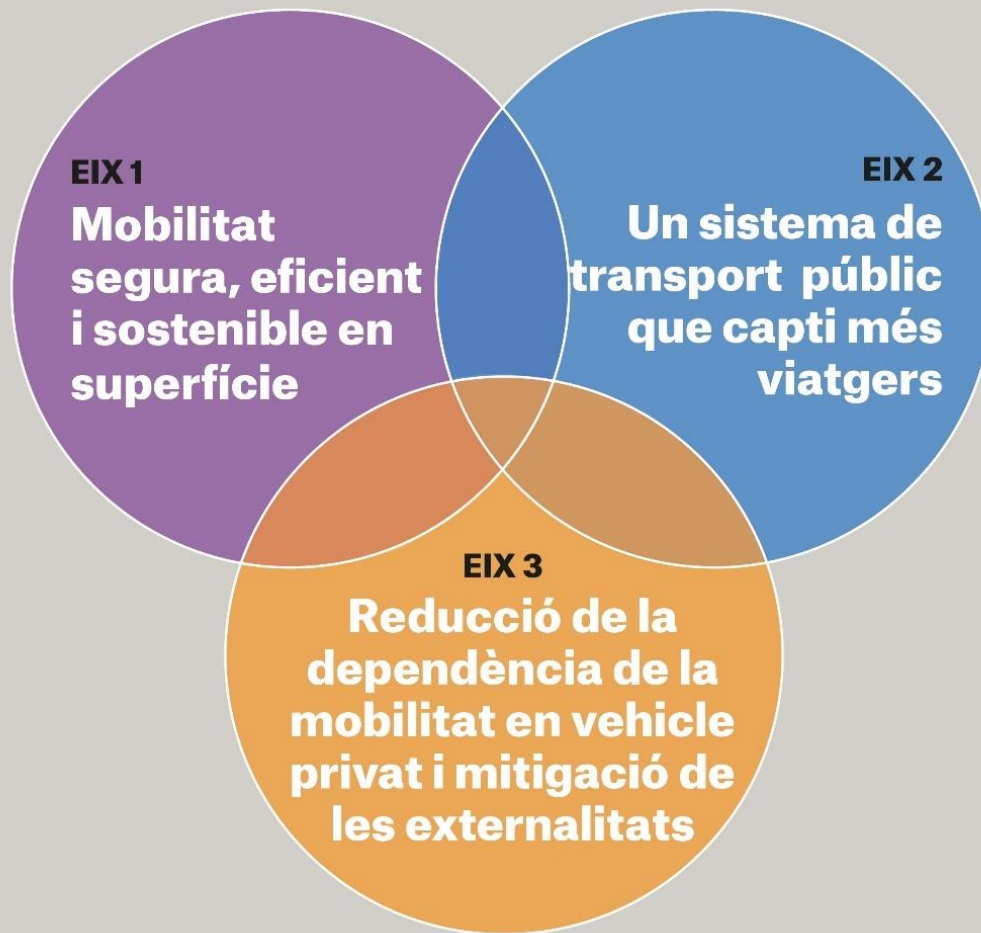 EIX 1
Mobilitat
segura, eficient
i sostenible en
superfície
EIX 2
Un sistema de
transport públic
que capti més
viatgers
EIX 3
Reducció de la
dependència de la
mobilitat en vehicle
privat i mitigació de
les externalitats